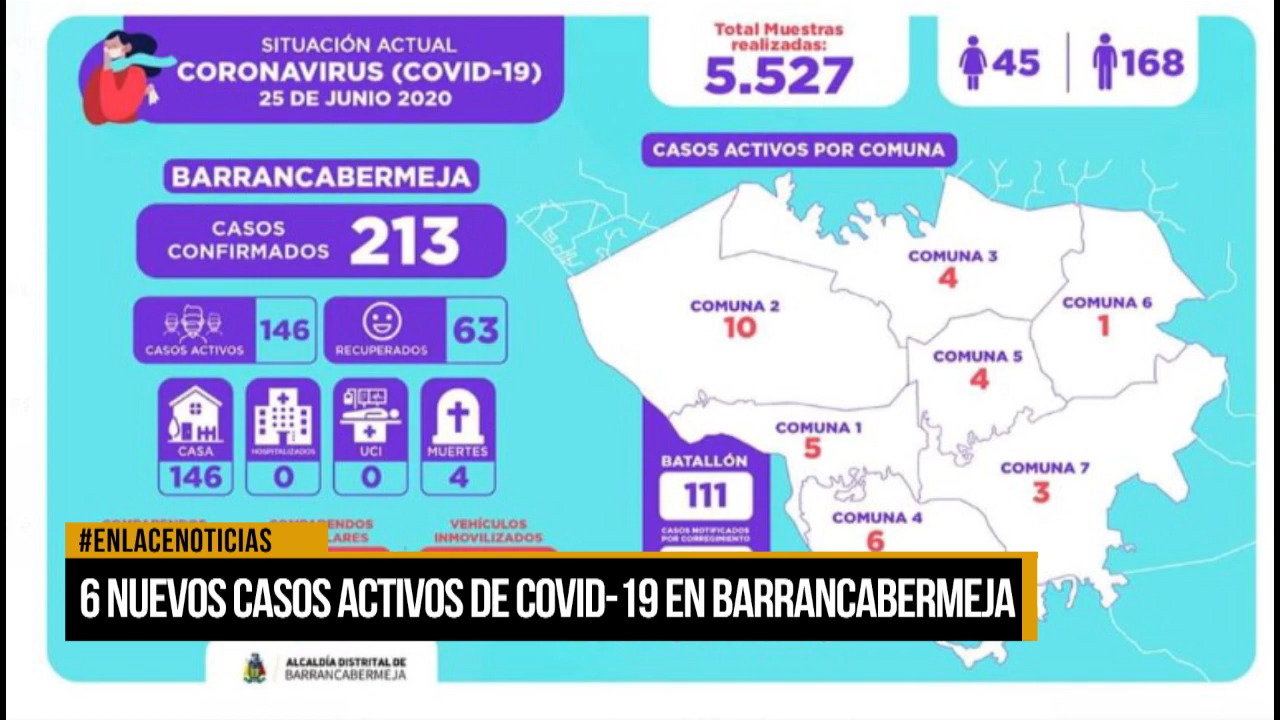 SITUACIÓN ACTUAL
CORONAVIRUS (COVID-19)
25 DE JUNIO 2020
Total Muestras
realizadas:
5.527
45
168
CASOS ACTIVOS POR COMUNA
BARRANCABERMEJA
CASOS
CONFIRMADOS
213
CASOS ACTIVOS
146
RECUPERADOS
63
CASA
146
HOSPITALIZADOS
0
UCI
0
MUERTES
4
COMUNA 3
4
COMUNA 2
10
COMUNA 6
1
COMUNA 5
4
COMUNA 1
5
COMUNA 7
3
COMUNA 4
6
BATALLÓN
111
CASOS NOTIFICADOS
POR CORREGIMIENTO
VEHÍCULOS
INMOVILIZADOS
#ENLACENOTICIAS
6 NUEVOS CASOS ACTIVOS DE COVID-19 EN BARRANCABERMEJA
ALCALDÍA DISTRITAL DE
BARRANCABERMEJA